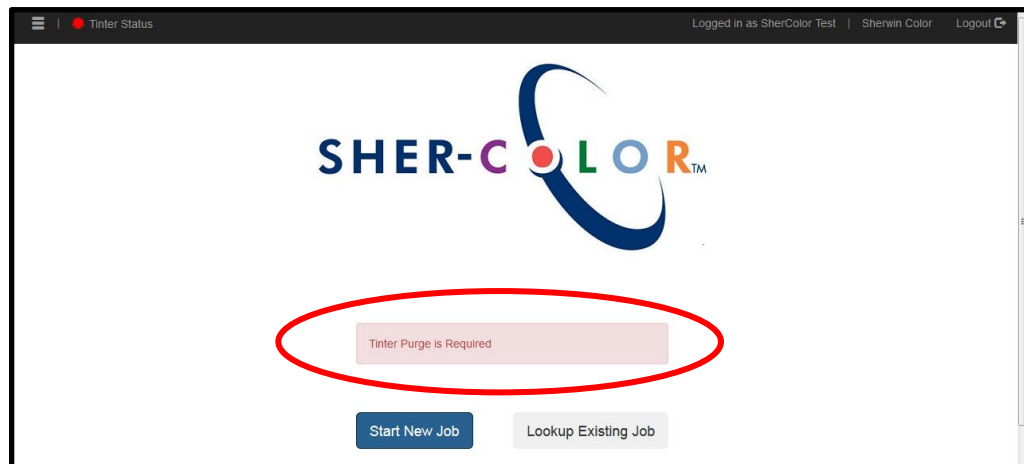 | Tinter Status Logged in as SherColor Test | Sherwin Color Logout
SHER-COLOR™
Tinter Purge is Required
Start New Job Lookup Existing Job